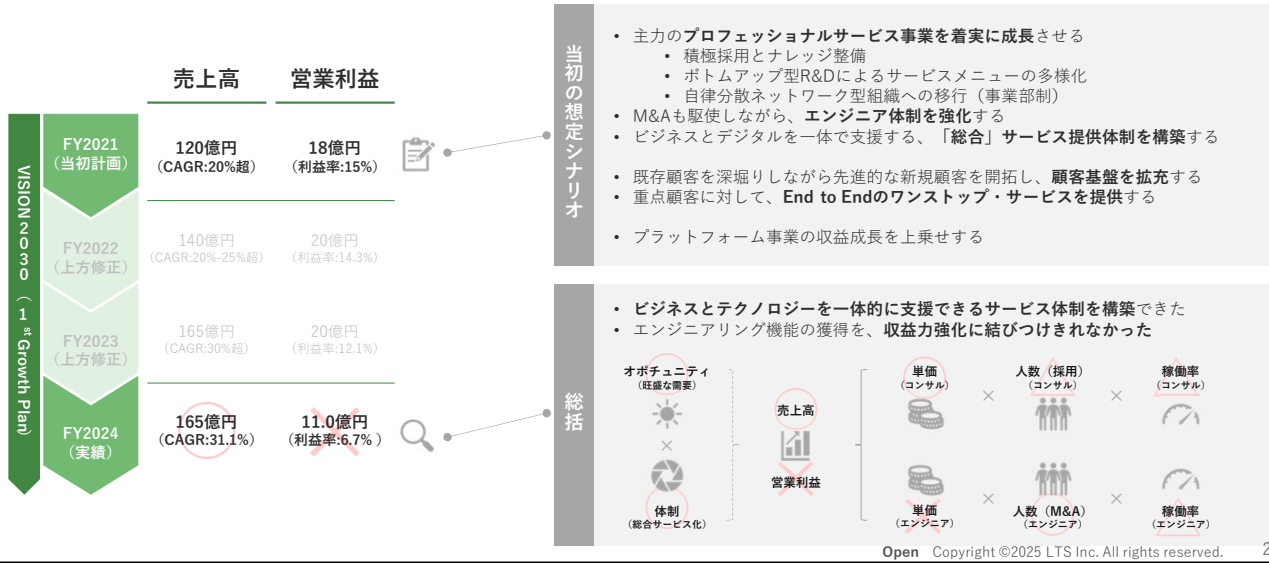 売上高
営業利益
VISION2030（1st Growth Plan）
FY2021
（当初計画）
120億円
（CAGR:20%超）
18億円
（利益率:15%）
FY2022
（上方修正）
140億円
（CAGR:20%-25%超）
20億円
（利益率:14.3%）
FY2023
（上方修正）
165億円
（CAGR:30%超）
20億円
（利益率:12.1%）
FY2024
（実績）
165億円
（CAGR:31.1%）
11.0億円
（利益率:6.7% ）
当初の想定シナリオ
• 主力のプロフェッショナルサービス事業を着実に成長させる
• 積極採用とナレッジ整備
• ボトムアップ型R&Dによるサービスメニューの多様化
• 自律分散ネットワーク型組織への移行（事業部制）
• M&Aも駆使しながら、エンジニア体制を強化する
• ビジネスとデジタルを一体で支援する、「総合」サービス提供体制を構築する
• 既存顧客を深堀りしながら先進的な新規顧客を開拓し、顧客基盤を拡充する
• 重点顧客に対して、End to Endのワンストップ・サービスを提供する
• プラットフォーム事業の収益成長を上乗せする
総括
• ビジネスとテクノロジーを一体的に支援できるサービス体制を構築できた
• エンジニアリング機能の獲得を、収益力強化に結びつけきれなかった
オポチュニティ
（旺盛な需要）
×
体制
（総合サービス化）
売上高
営業利益
単価
（コンサル）
×
人数（採用）
（コンサル）
×
稼働率
（コンサル）
単価
（エンジニア）
×
人数（M&A）
（エンジニア）
×
稼働率
（エンジニア）
Open Copyright ©2025 LTS Inc. All rights reserved.
2